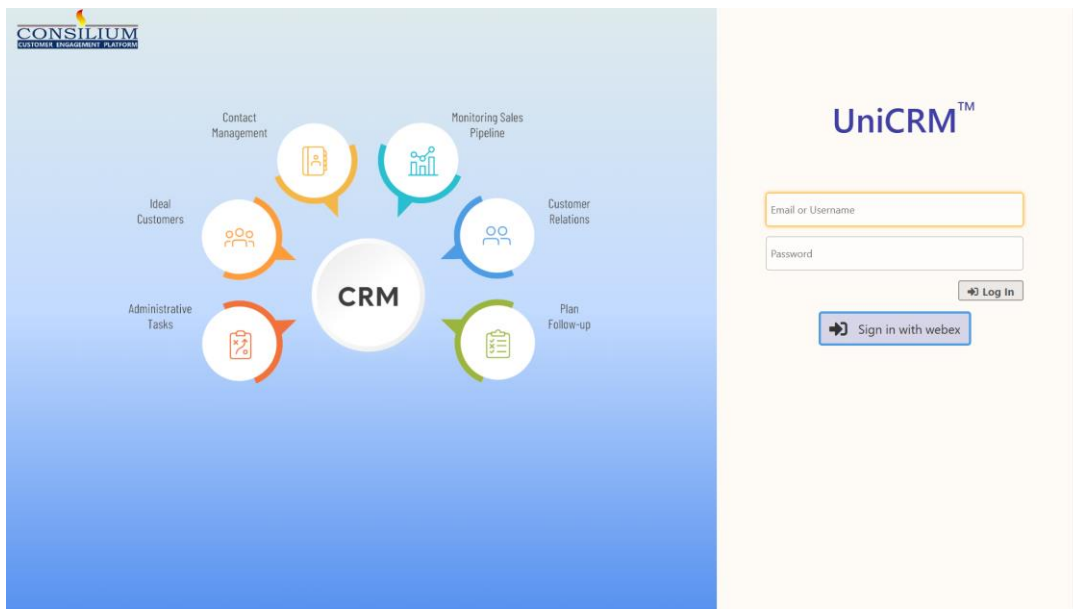 CONSILIUM
CUSTOMER ENGAGEMENT PLATFORM
Contact
Management
Monitoring Sales
Pipeline
Ideal
Customers
Customer
Relations
CRM
Administrative
Tasks
Plan
Follow-up
UniCRM™
Email or Username
Password
Log In
Sign in with webex